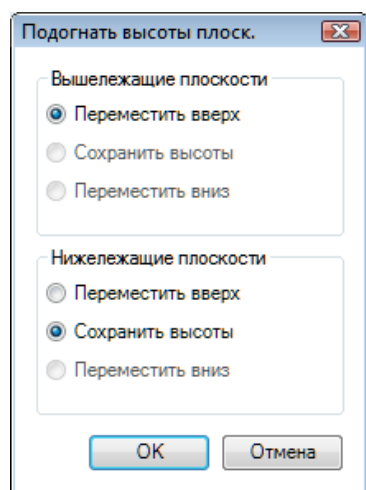 Подогнать высоты плоск.
Вышележащие плоскости
Переместить вверх
Сохранить высоты
Переместить вниз
Нижележащие плоскости
Переместить вверх
Сохранить высоты
Переместить вниз
OK Отмена